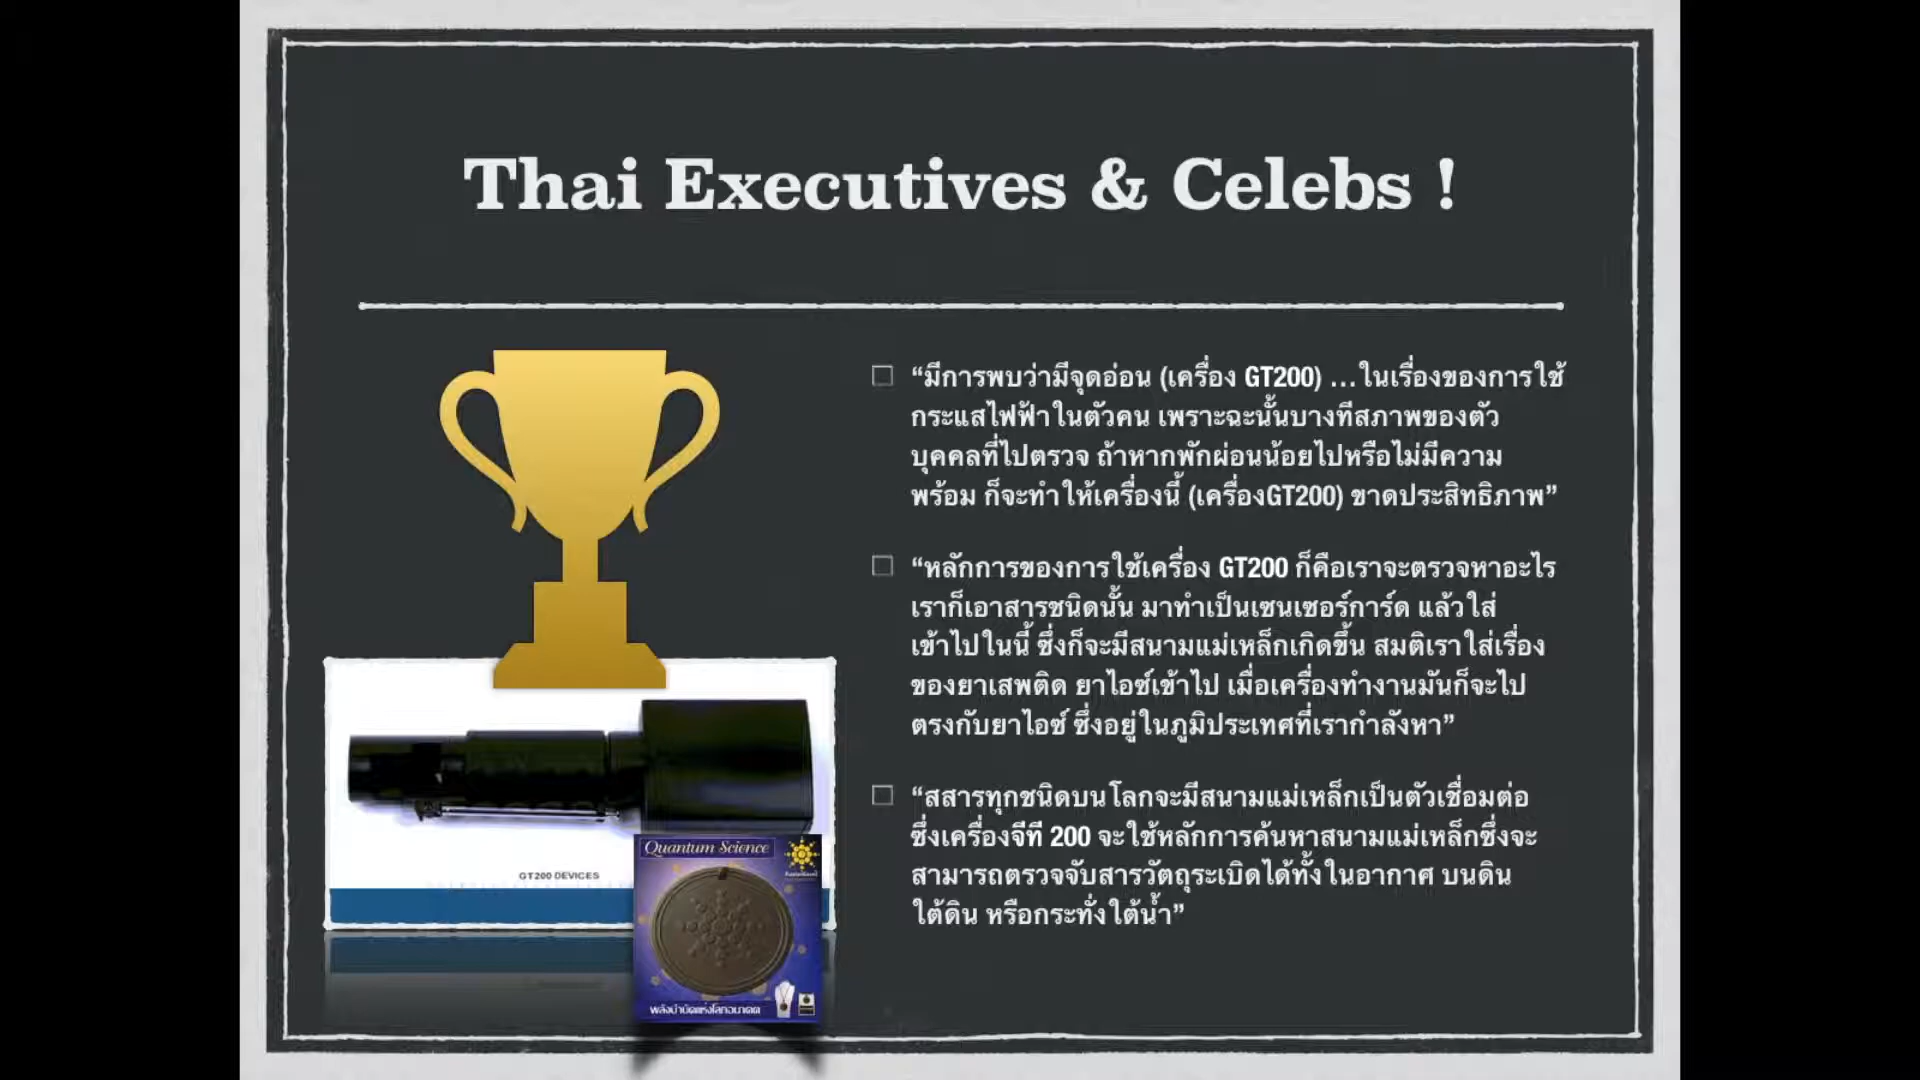 Thai Executives & Celebs !
“มีการพบว่ามีจุดอ่อน (เครื่อง GT200) …ในเรื่องของการใช้
กระแสไฟฟ้าในตัวคน เพราะฉะนั้นบางทีสภาพของตัว
บุคคลที่ไปตรวจ ถ้าหากพักผ่อนน้อยไปหรือไม่มีความ
พร้อม ก็จะทำให้เครื่องนี้ (เครื่องGT200) ขาดประสิทธิภาพ”
“หลักการของการใช้เครื่อง GT200 ก็คือเราจะตรวจหาอะไร
เราก็เอาสารชนิดนั้น มาทำเป็นเซนเซอร์การ์ด แล้วใส่
เข้าไปในนี้ ซึ่งก็จะมีสนามแม่เหล็กเกิดขึ้น สมติเราใส่เรื่อง
ของยาเสพติด ยาไอซ์เข้าไป เมื่อเครื่องทำงานมันก็จะไป
ตรงกับยาไอซ์ ซึ่งอยู่ในภูมิประเทศที่เรากำลังหา”
“สสารทุกชนิดบนโลกจะมีสนามแม่เหล็กเป็นตัวเชื่อมต่อ
ซึ่งเครื่องจีที 200 จะใช้หลักการค้นหาสนามแม่เหล็กซึ่งจะ
สามารถตรวจจับสารวัตถุระเบิดได้ทั้งในอากาศ บนดิน
ใต้ดิน หรือกระทั่งใต้น้ำ”
GT200 DEVICES
Quantum Science
พลังบำบัดแห่งโลกอนาคต